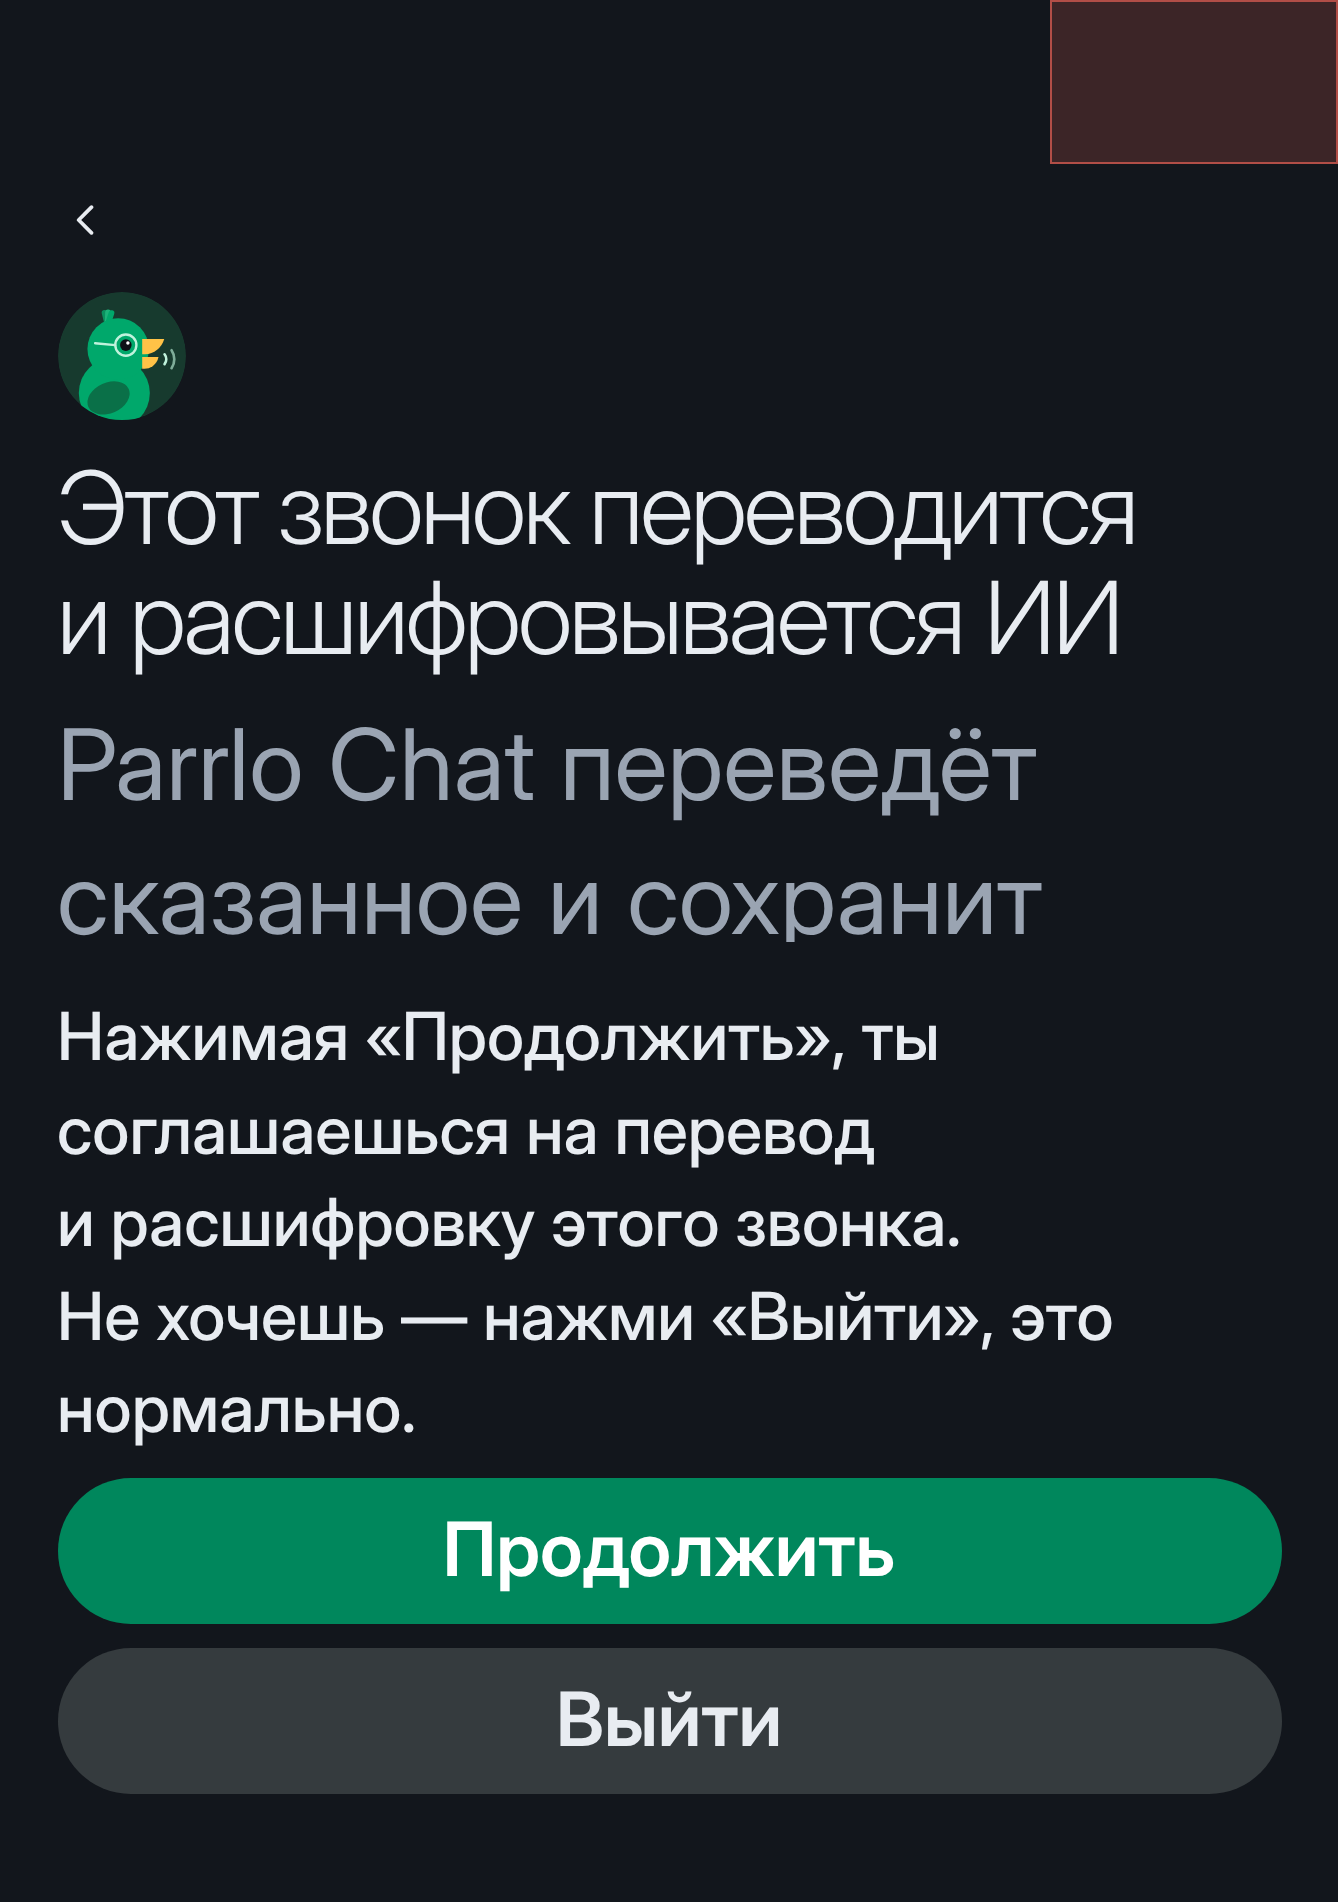 Этот звонок переводится
и расшифровывается ИИ
Parrlo Chat переведёт
сказанное и сохранит
Нажимая «Продолжить», ты
соглашаешься на перевод
и расшифровку этого звонка.
Не хочешь — нажми «Выйти», это
нормально.
Продолжить
Выйти